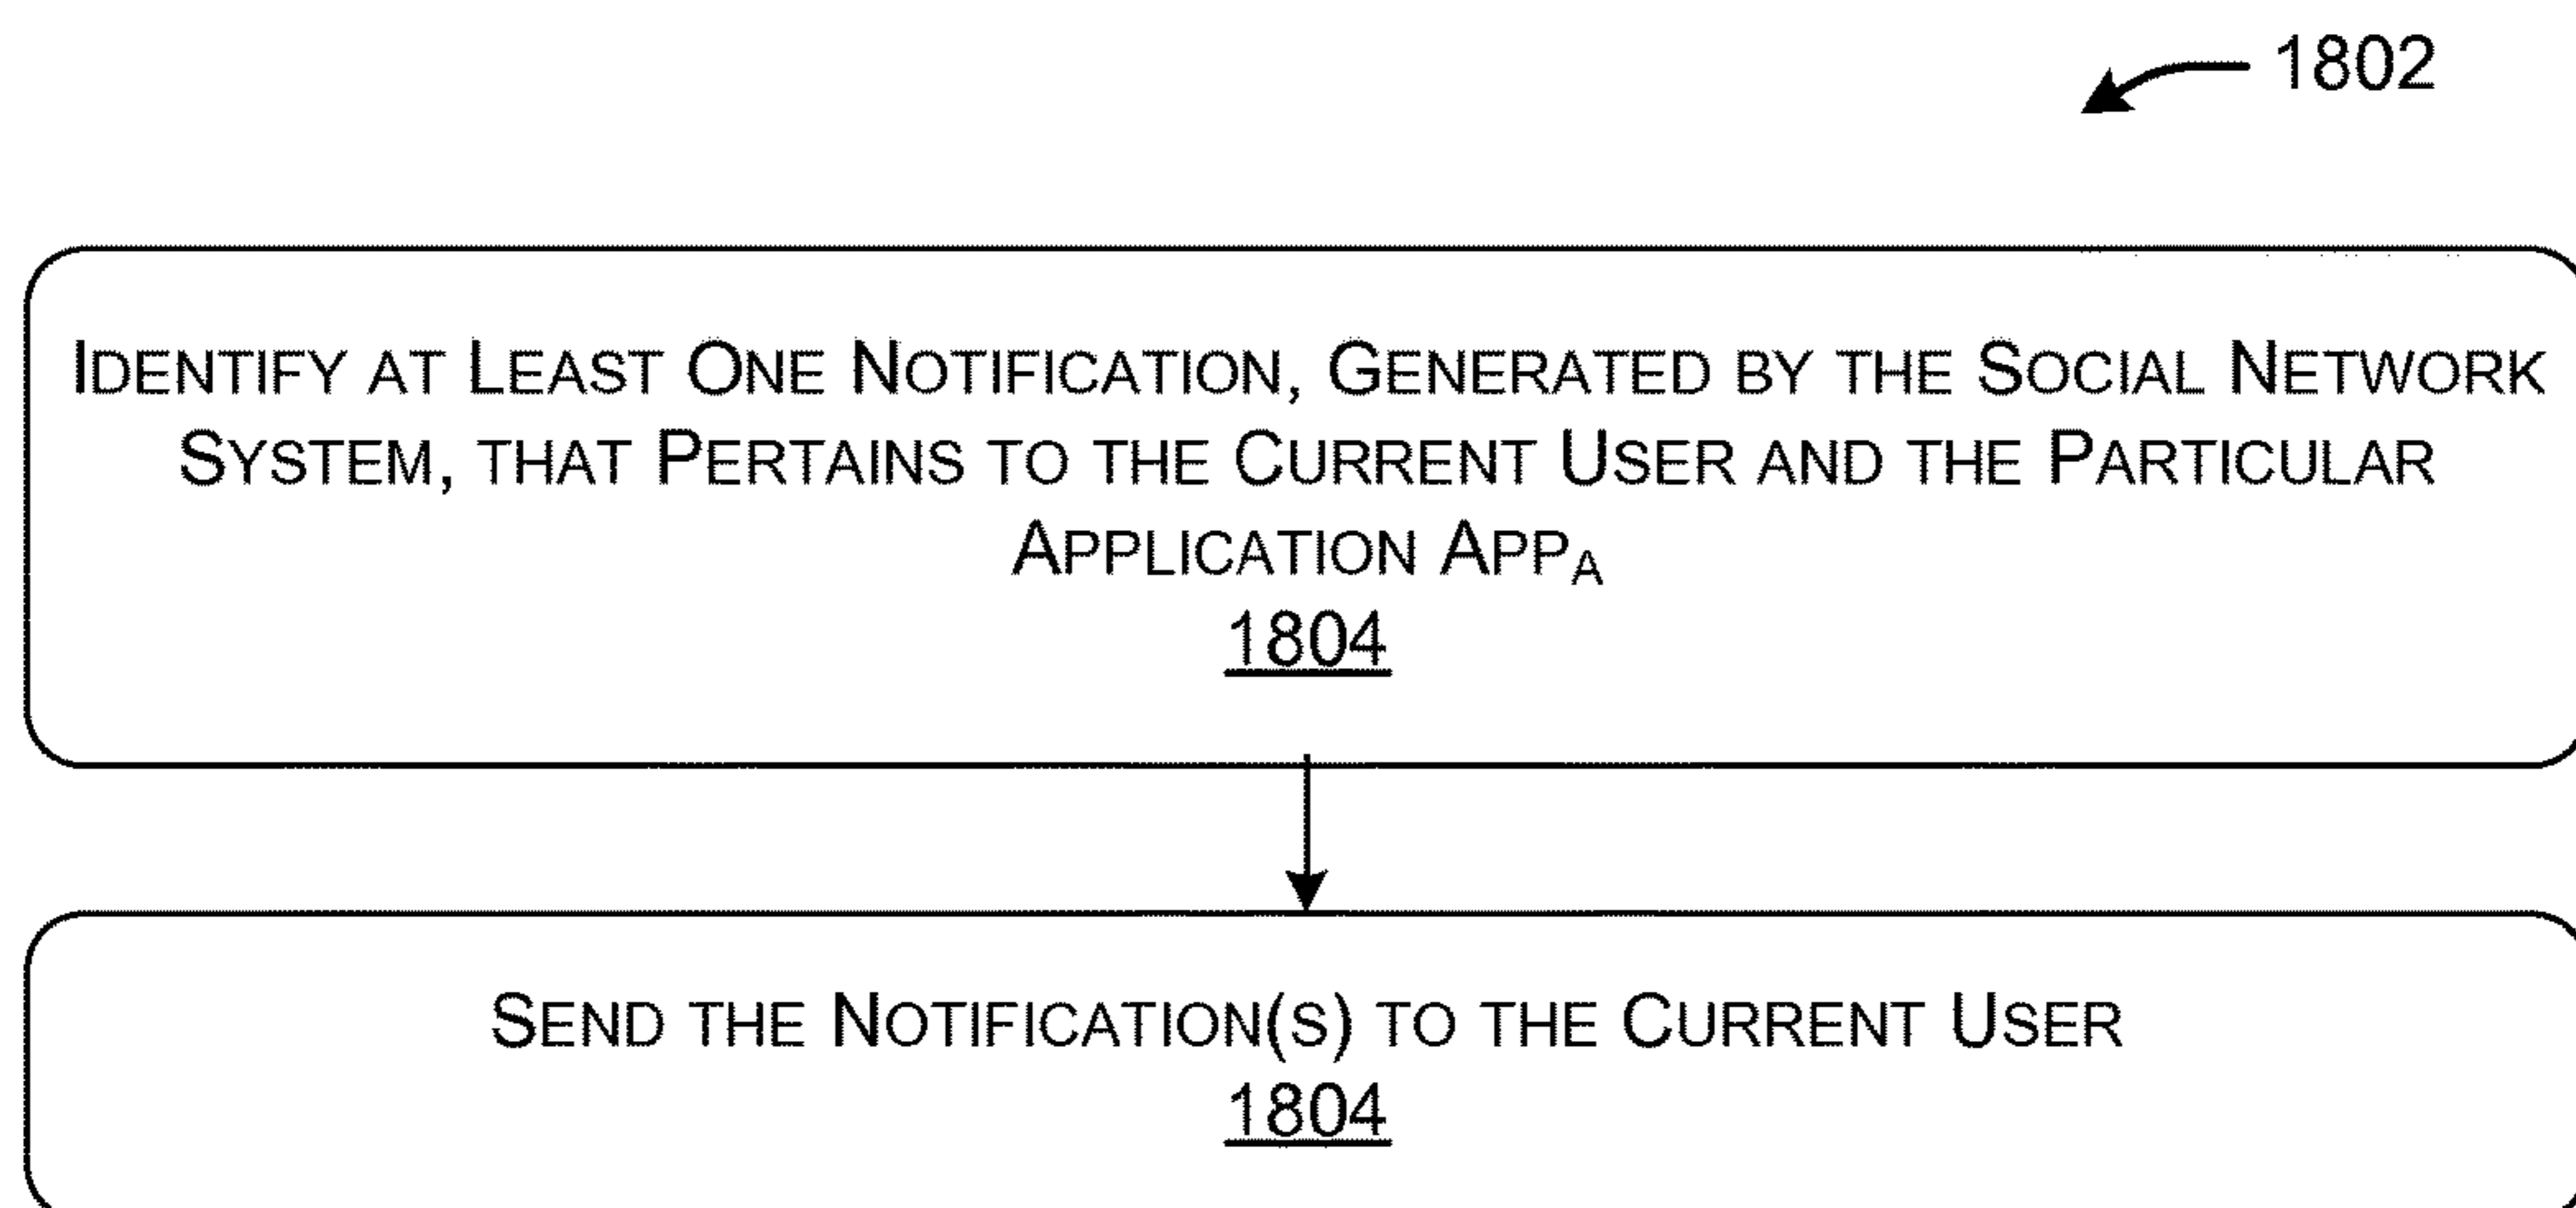 1802
Identify at Least One Notification, Generated by the Social Network
System, that Pertains to the Current User and the Particular
Application AppA
1804
Send the Notification(s) to the Current User
1804